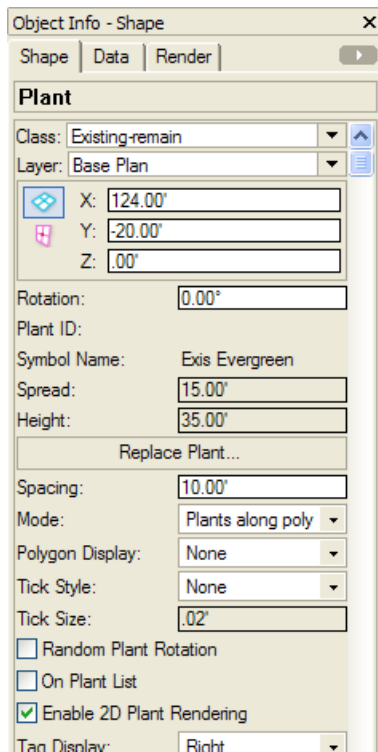 Object Info - Shape
Shape Data Render
Plant
Class: Existing-remain
Layer: Base Plan
X: 124.00'
Y: -20.00'
Z: .00'
Rotation: 0.00°
Plant ID:
Symbol Name: Exis Evergreen
Spread: 15.00'
Height: 35.00'
Replace Plant...
Spacing: 10.00'
Mode: Plants along poly
Polygon Display: None
Tick Style: None
Tick Size: .02'
Random Plant Rotation
On Plant List
Enable 2D Plant Rendering
Tag Display: Right